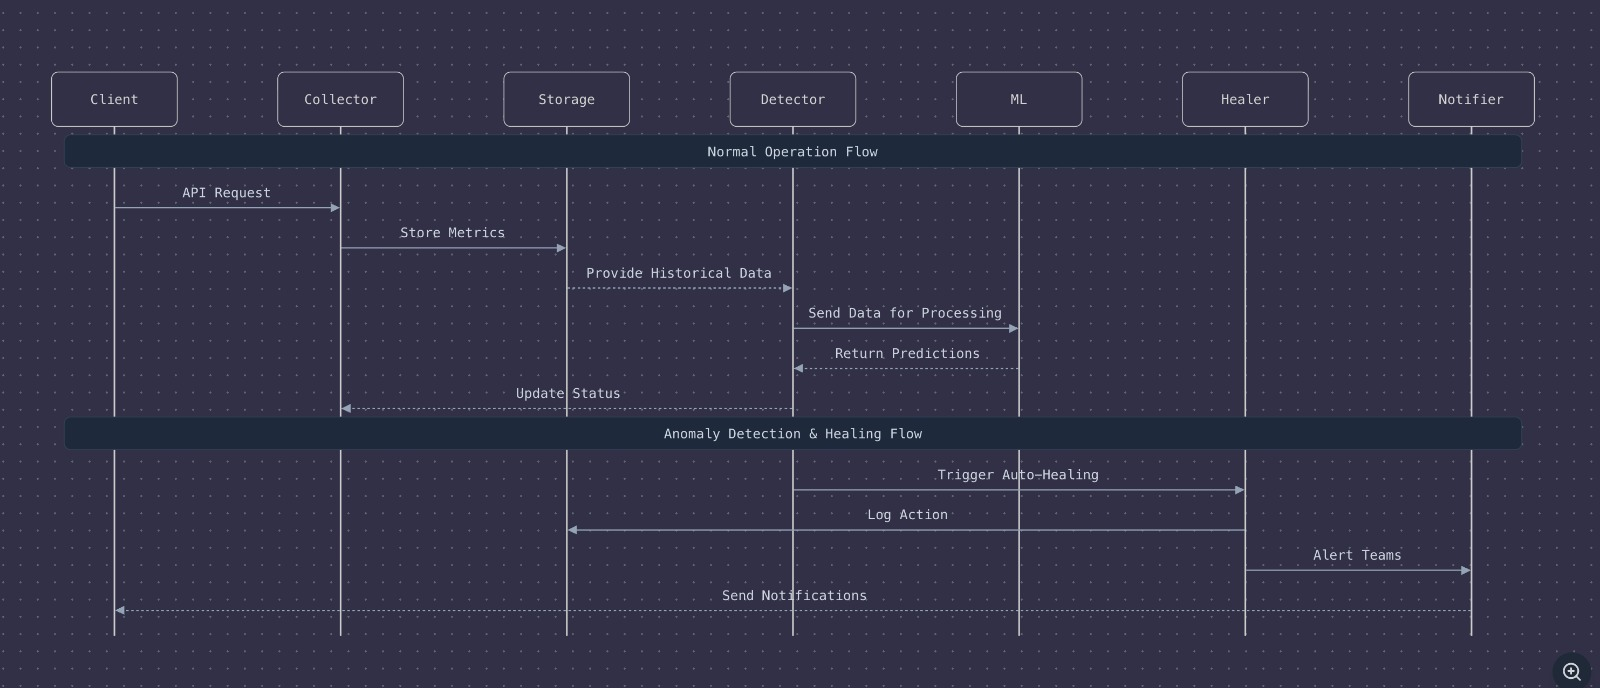 Client
Collector
Storage
Detector
ML
Healer
Notifier
Normal Operation Flow
API Request
Store Metrics
Provide Historical Data
Send Data for Processing
Return Predictions
Update Status
Anomaly Detection & Healing Flow
Trigger Auto-Healing
Log Action
Alert Teams
Send Notifications